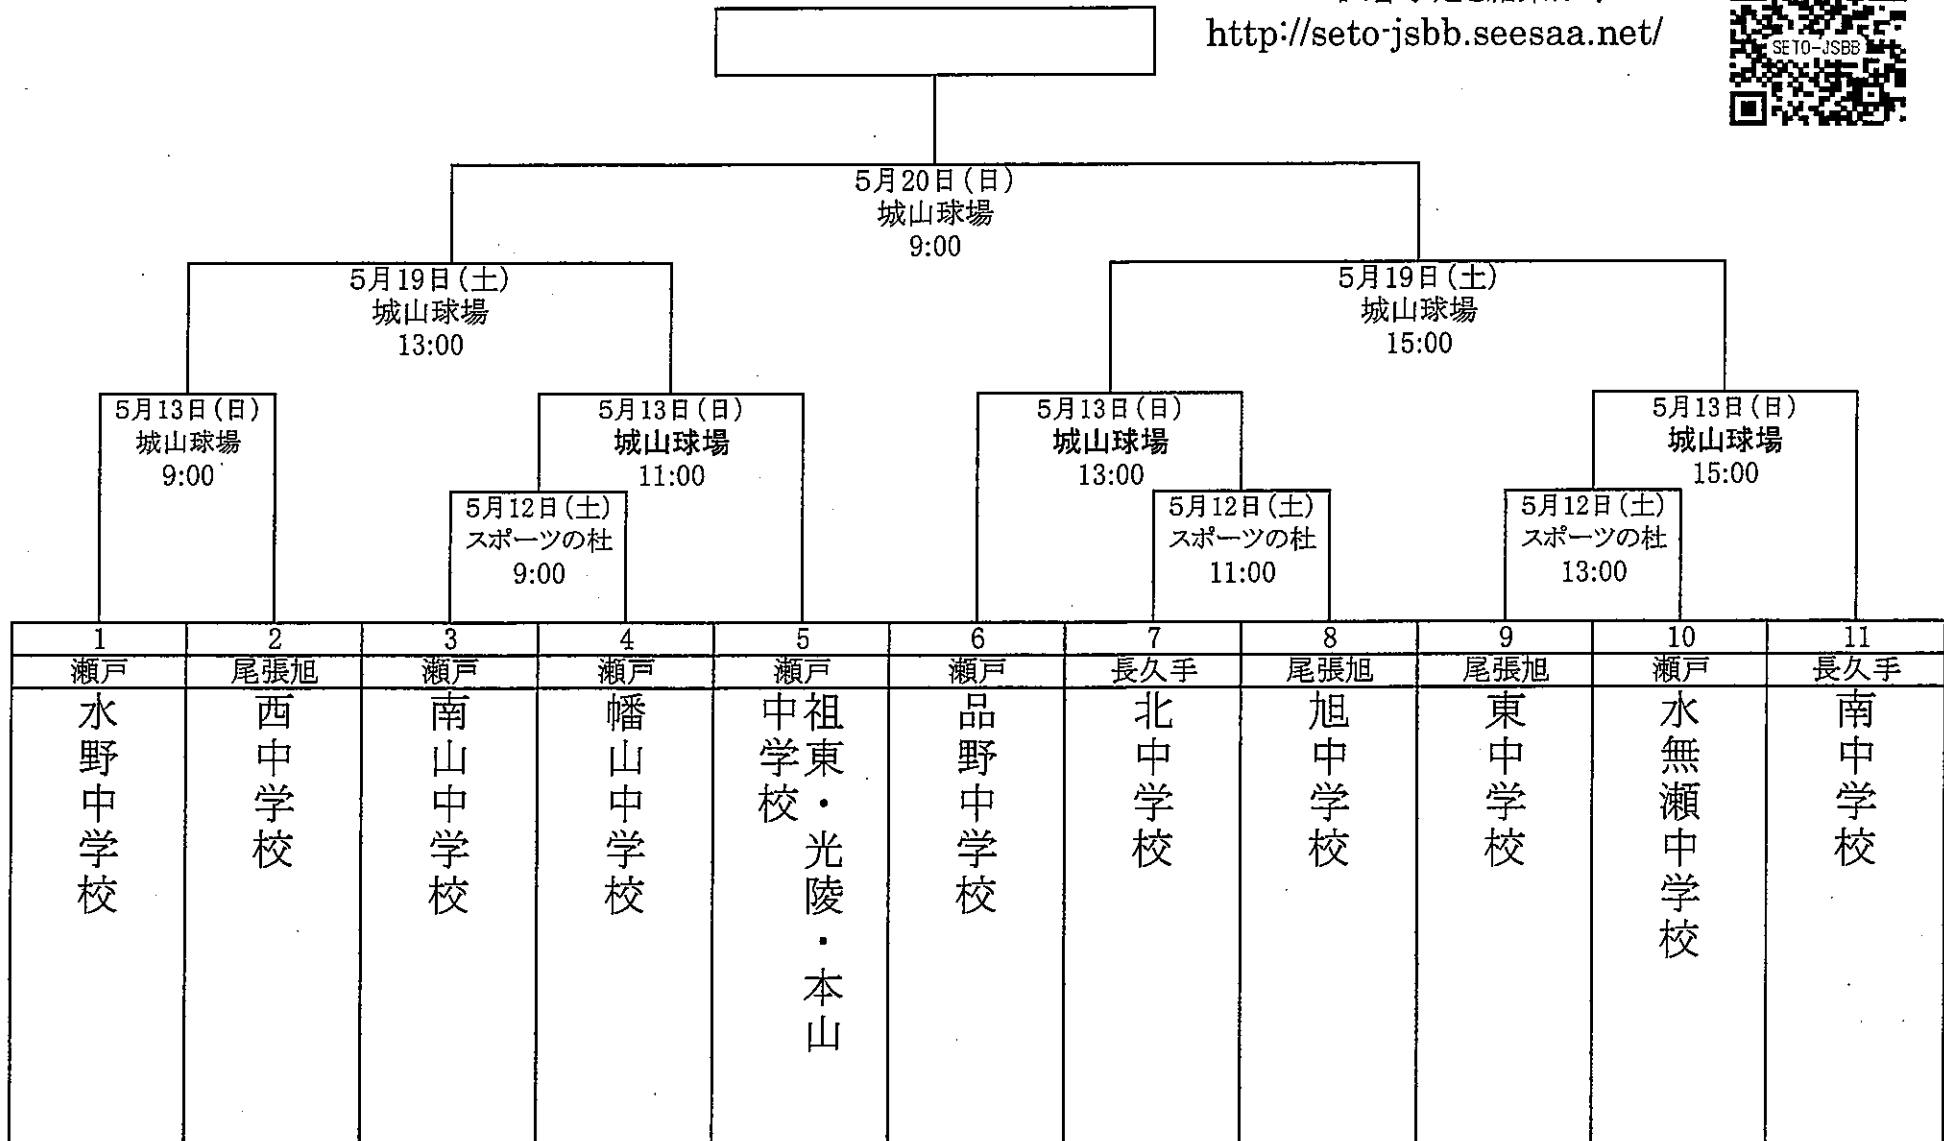 http://seto-jsbb.seesaa.net/
SETO-JSBB
5月20日(日)
城山球場
9:00
5月19日(土)
城山球場
13:00
5月19日(土)
城山球場
15:00
5月13日(日)
城山球場
9:00
5月13日(日)
城山球場
11:00
5月13日(日)
城山球場
13:00
5月13日(日)
城山球場
15:00
5月12日(土)
スポーツの杜
9:00
5月12日(土)
スポーツの杜
11:00
5月12日(土)
スポーツの杜
13:00
1 2 3 4 5 6 7 8 9 10 11
瀬戸 尾張旭 瀬戸 瀬戸 瀬戸 瀬戸 長久手 尾張旭 尾張旭 瀬戸 長久手
水野中学校
西中学校
南山中学校
幡山中学校
祖東・光陵・本山
中学校
品野中学校
北中学校
旭中学校
東中学校
水無瀬中学校
南中学校